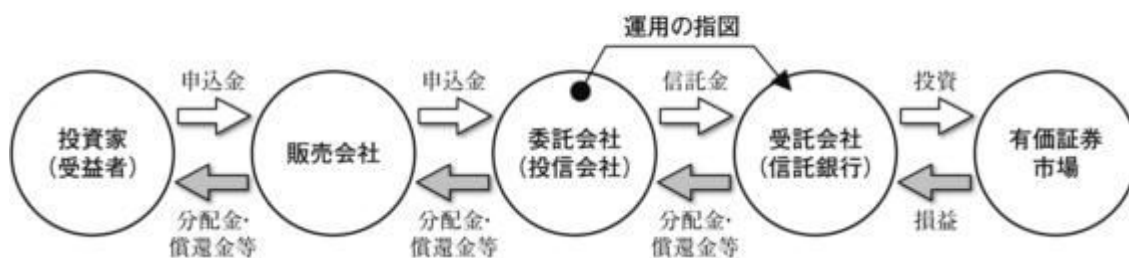 運用の指図
申込金
申込金
信託金
投資
投資家
(受益者)
販売会社
委託会社
(投信会社)
受託会社
(信託銀行)
有価証券
市場
分配金・
償還金等
分配金・
償還金等
分配金・
償還金等
損益